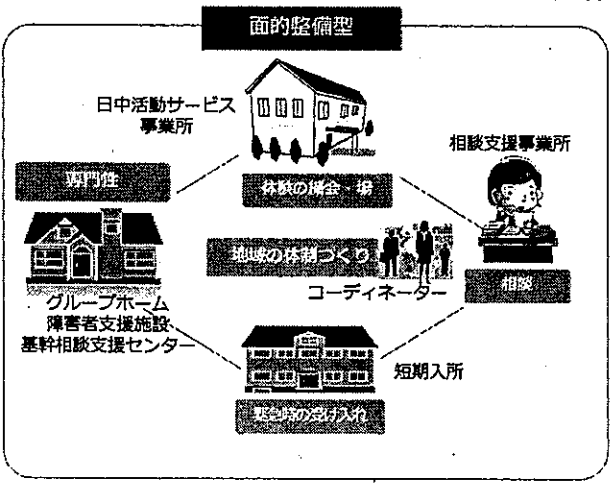 面的整備型
日中活動サービス
事業所
相談支援事業所
専門性
体験の機会・場
地域の体制づくり
コーディネーター
相談
グループホーム
障害者支援施設
基幹相談支援センター
短期入所
緊急時の受け入れ